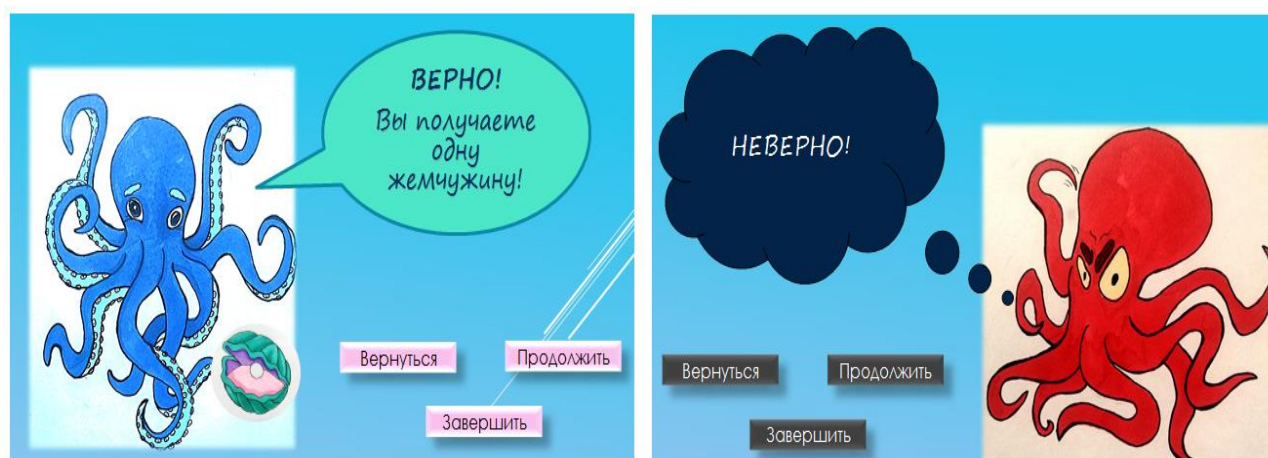 ВЕРНО!
Вы получаете
одну
жемчужину!
Вернуться
Продолжить
Завершить
НЕВЕРНО!
Вернуться
Продолжить
Завершить